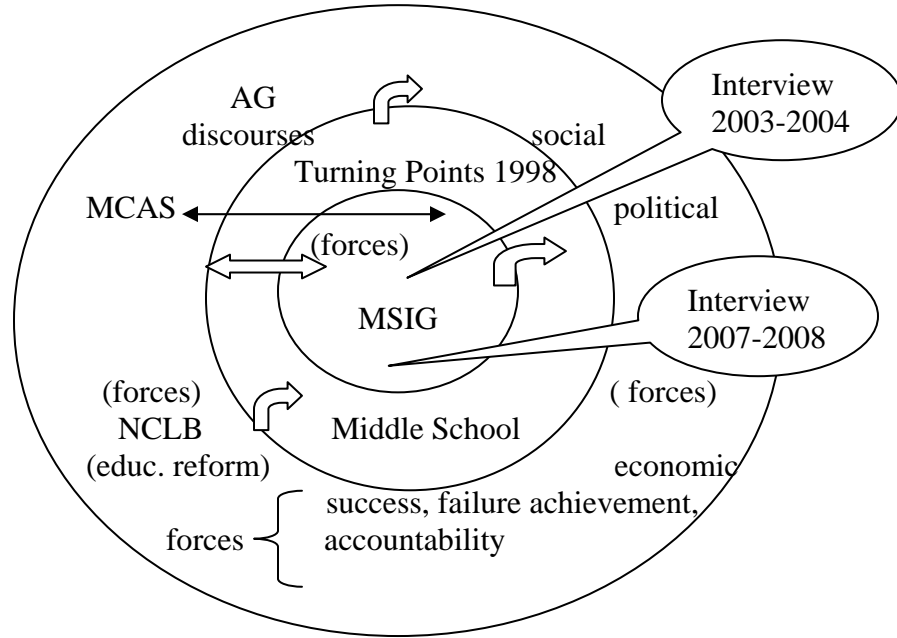 AG
discourses
social
Turning Points 1998
Interview
2003-2004
MCAS
political
(forces)
MSIG
Interview
2007-2008
(forces)
NCLB
(educ. reform)
Middle School
( forces)
economic
success, failure achievement,
forces
accountability